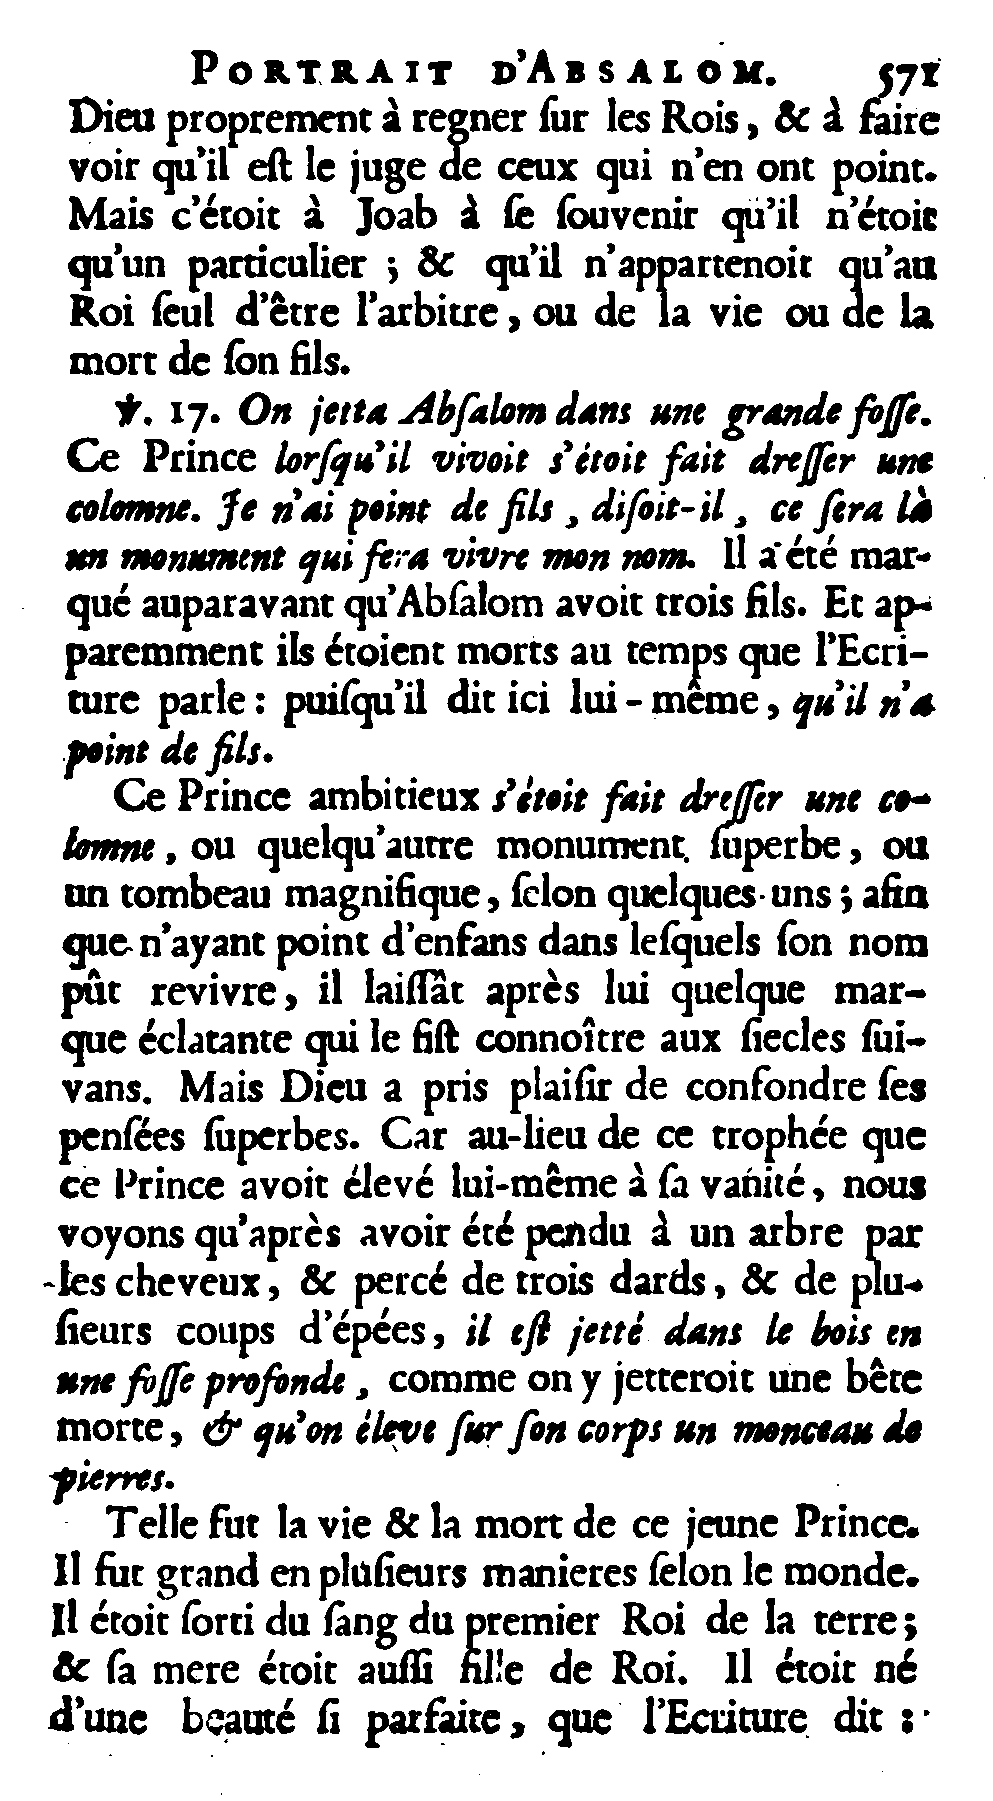 PORTRAIT D'ABSALOM. 571
Dieu proprement à regner ſur les Rois, & à faire
voir qu'il eſt le juge de ceux qui n'en ont point.
Mais c'étoit à Joab à ſe ſouvenir qu'il n'étoit
qu'un particulier ; & qu'il n'appartenoit qu'au
Roi ſeul d'être l'arbitre, ou de la vie ou de la
mort de ſon fils.
℣. 17. On jetta Abſalom dans une grande foſſe.
Ce Prince lorſqu'il vivoit s'étoit fait dreſſer une
colomne. Je n'ai point de fils, diſoit-il, ce ſera là
un monument qui fera vivre mon nom. Il a été mar-
qué auparavant qu'Abſalom avoit trois fils. Et ap-
paremment ils étoient morts au temps que l'Ecri-
ture parle : puiſqu'il dit ici lui-même, qu'il n'a
point de fils.
Ce Prince ambitieux s'étoit fait dreſſer une co-
lomne, ou quelqu'autre monument ſuperbe, ou
un tombeau magnifique, ſelon quelques-uns ; afin
que n'ayant point d'enfans dans leſquels ſon nom
pût revivre, il laiſſât après lui quelque mar-
que éclatante qui le fiſt connoître aux ſiecles ſui-
vans. Mais Dieu a pris plaiſir de confondre ſes
penſées ſuperbes. Car au-lieu de ce trophée que
ce Prince avoit élevé lui-même à ſa vanité, nous
voyons qu'après avoir été pendu à un arbre par
les cheveux, & percé de trois dards, & de plu-
ſieurs coups d'épées, il eſt jetté dans le bois en
une foſſe profonde, comme on y jetteroit une bête
morte, & qu'on éleve ſur ſon corps un monceau de
pierres.
Telle fut la vie & la mort de ce jeune Prince.
Il fut grand en pluſieurs manieres ſelon le monde.
Il étoit ſorti du ſang du premier Roi de la terre ;
& ſa mere étoit auſſi fille de Roi. Il étoit né
d'une beauté ſi parfaite, que l'Ecriture dit :